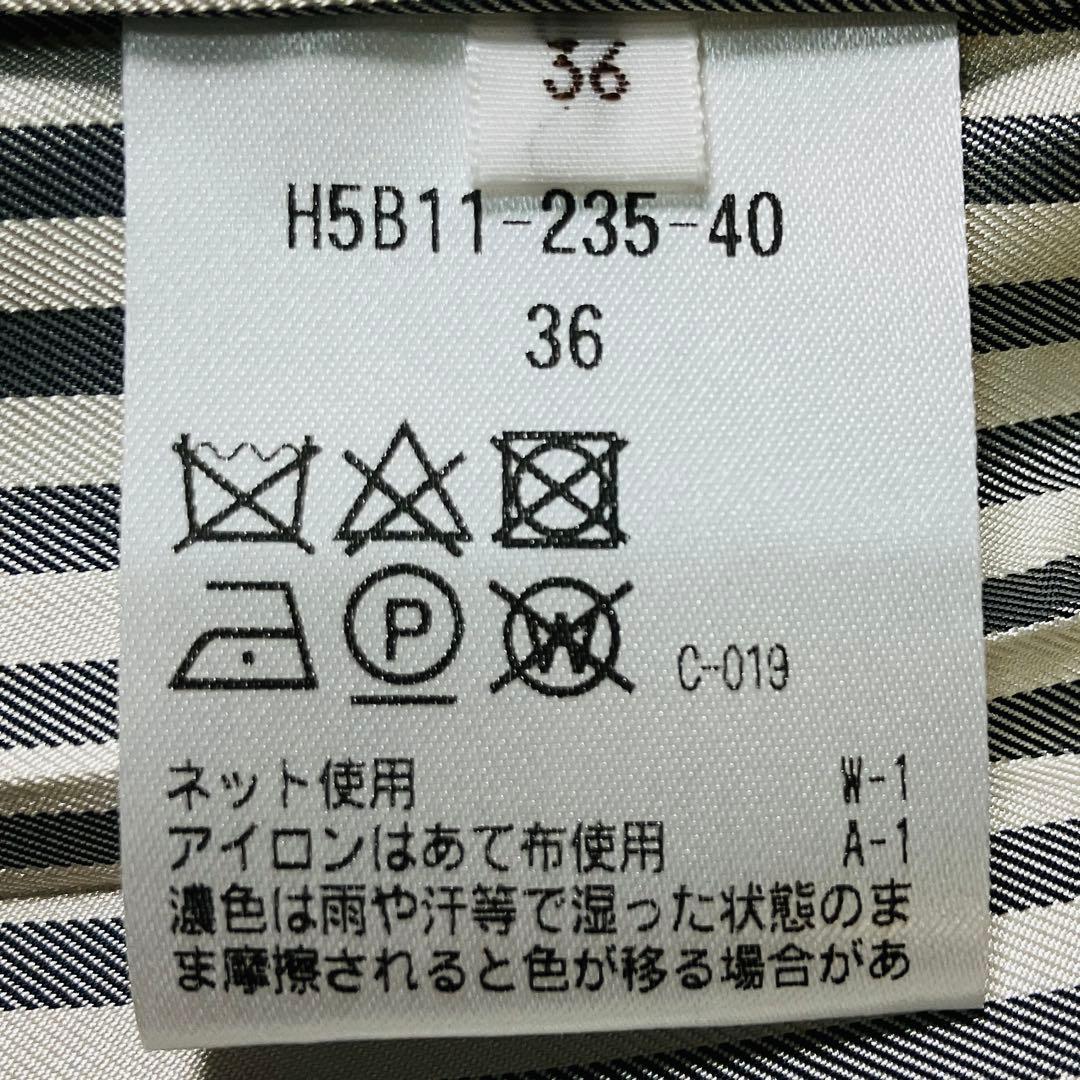 36
H5B11-235-40
36
P
W
C-019
ネット使用 W-1
アイロンはあて布使用 A-1
濃色は雨や汗等で湿った状態のま
ま摩擦されると色が移る場合があ